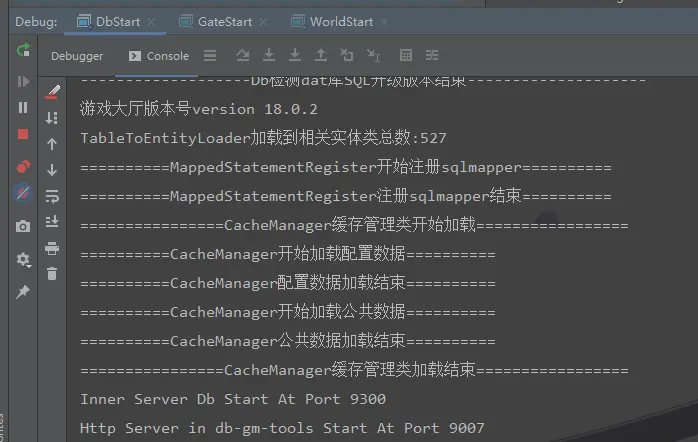 Debug: DbStart GateStart WorldStart
Debugger Console
-------------------Db检测dat库SQL升级版本结束--------------------
游戏大厅版本号version 18.0.2
TableToEntityLoader加载到相关实体类总数:527
==========MappedStatementRegister开始注册sqlmapper==========
==========MappedStatementRegister注册sqlmapper结束==========
================CacheManager缓存管理类开始加载=================
==========CacheManager开始加载配置数据==========
==========CacheManager配置数据加载结束==========
==========CacheManager开始加载公共数据==========
==========CacheManager公共数据加载结束==========
================CacheManager缓存管理类加载结束=================
Inner Server Db Start At Port 9300
Http Server in db-gm-tools Start At Port 9007